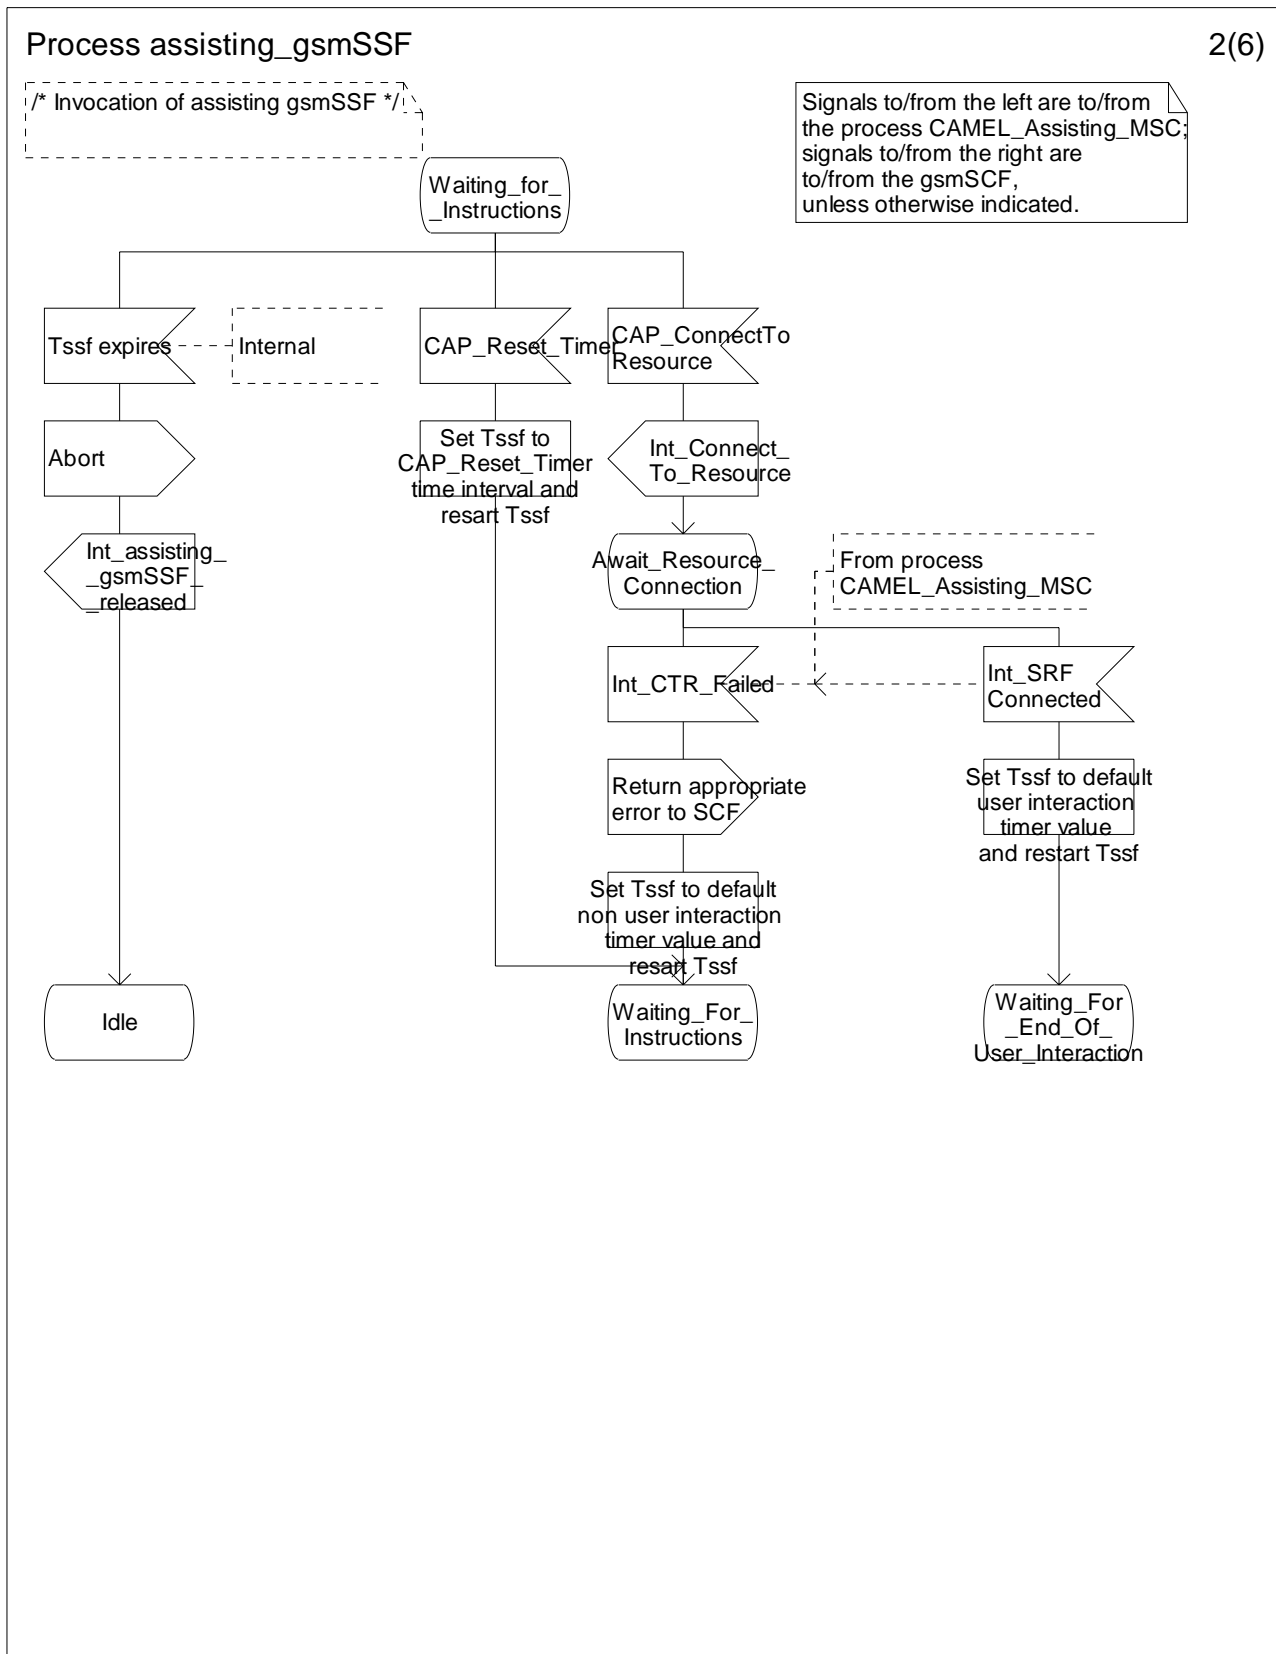 Process assisting_gsmSSF
2(6)
/* Invocation of assisting gsmSSF */
Signals to/from the left are to/from
the process CAMEL_Assisting_MSC;
signals to/from the right are
to/from the gsmSCF,
unless otherwise indicated.
Waiting_for_
_Instructions
Tssf expires
Internal
CAP_Reset_Timer
CAP_ConnectTo
Resource
Abort
Set Tssf to
CAP_Reset_Timer
time interval and
resart Tssf
Int_Connect_
To_Resource
Int_assisting_
_gsmSSF_
_released
Await_Resource_
Connection
From process
CAMEL_Assisting_MSC
Int_CTR_Failed
Int_SRF
Connected
Return appropriate
error to SCF
Set Tssf to default
user interaction
timer value
and restart Tssf
Set Tssf to default
non user interaction
timer value and
resart Tssf
Idle
Waiting_For_
Instructions
Waiting_For
_End_Of_
User_Interaction